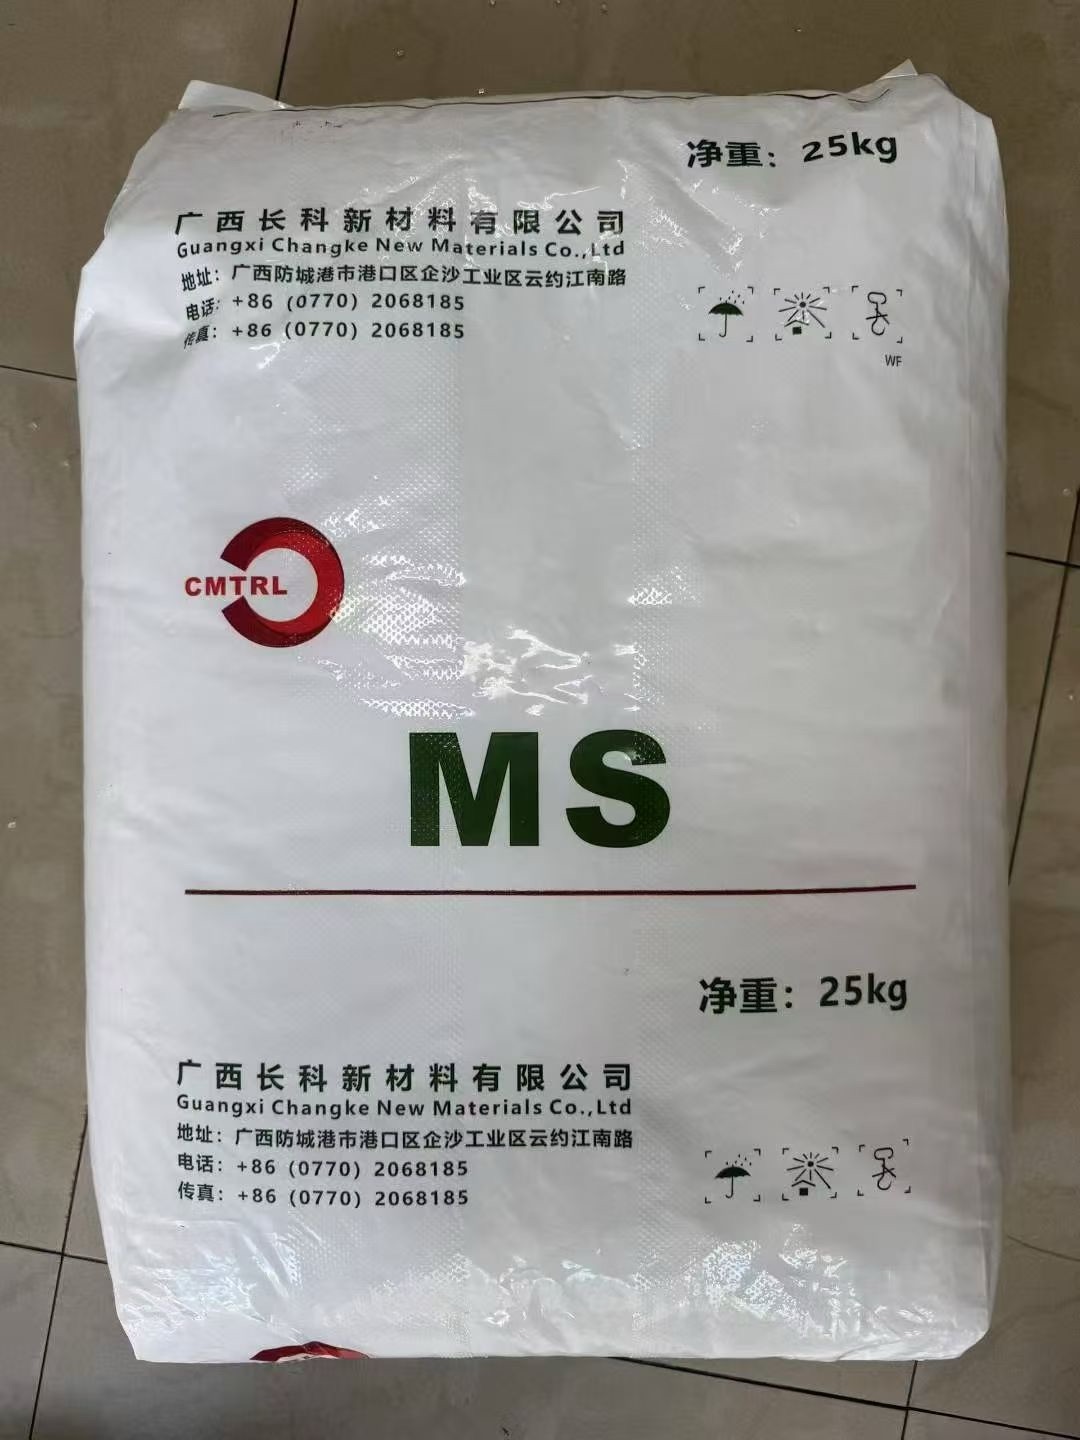 净重：25kg
广西长科新材料有限公司
Guangxi Changke New Materials Co.,Ltd
地址：广西防城港市港口区企沙工业区云约江南路
电话：+86 (0770) 2068185
传真：+86 (0770) 2068185
WF
CMTRL
MS
净重：25kg
广西长科新材料有限公司
Guangxi Changke New Materials Co.,Ltd
地址：广西防城港市港口区企沙工业区云约江南路
电话：+86 (0770) 2068185
传真：+86 (0770) 2068185